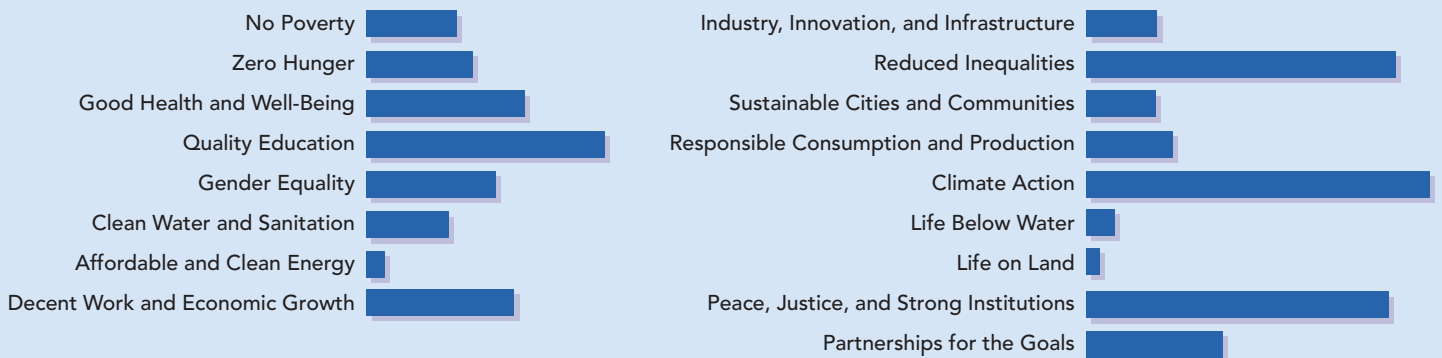 No Poverty
Zero Hunger
Good Health and Well-Being
Quality Education
Gender Equality
Clean Water and Sanitation
Affordable and Clean Energy
Decent Work and Economic Growth
Industry, Innovation, and Infrastructure
Reduced Inequalities
Sustainable Cities and Communities
Responsible Consumption and Production
Climate Action
Life Below Water
Life on Land
Peace, Justice, and Strong Institutions
Partnerships for the Goals